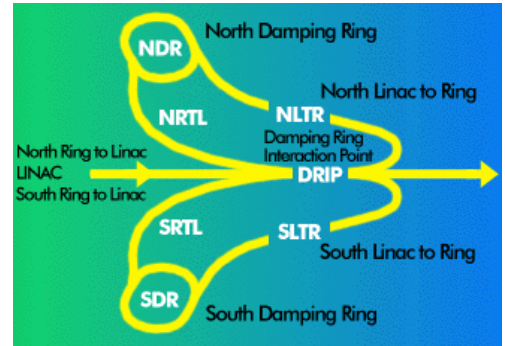 North Damping Ring
NDR
North Linac to Ring
NRTL
NLTR
Damping Ring
Interaction Point
North Ring to Linac
LINAC
DRIP
South Ring to Linac
SRTL
SLTR
South Linac to Ring
SDR
South Damping Ring